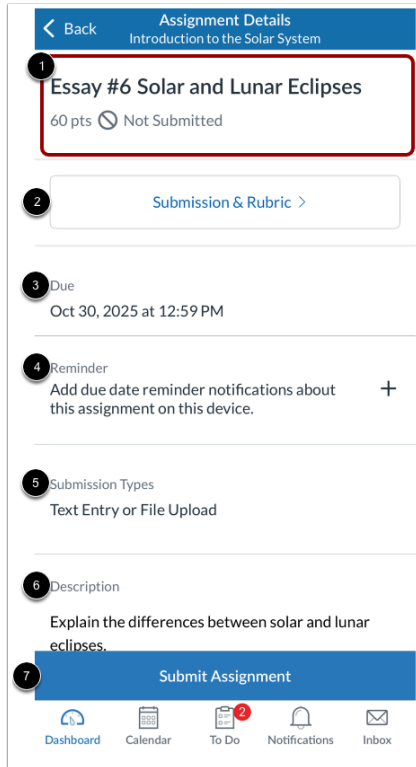 Back
Assignment Details
Introduction to the Solar System
1
Essay #6 Solar and Lunar Eclipses
60 pts Not Submitted
2
Submission & Rubric >
3
Due
Oct 30, 2025 at 12:59 PM
4
Reminder
Add due date reminder notifications about
this assignment on this device.
+
5
Submission Types
Text Entry or File Upload
6
Description
Explain the differences between solar and lunar
eclipses.
7
Submit Assignment
2
Dashboard Calendar To Do Notifications Inbox